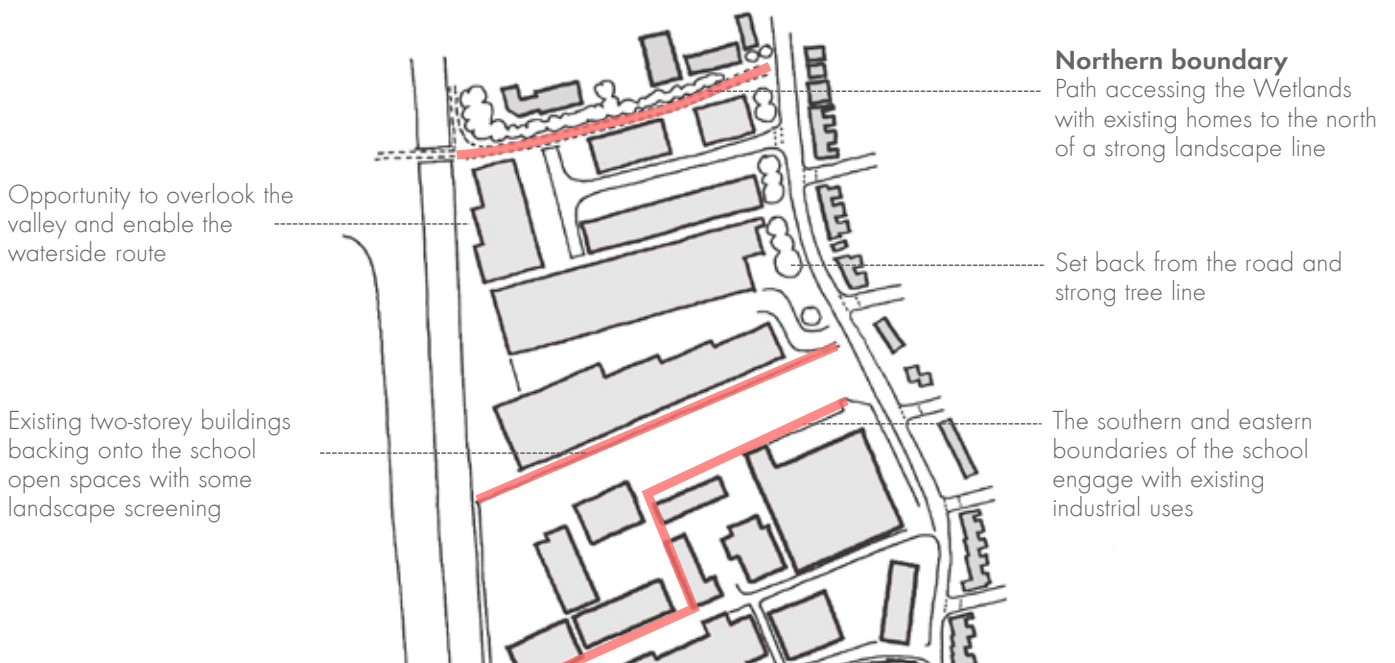 Northern boundary
Path accessing the Wetlands
with existing homes to the north
of a strong landscape line
Opportunity to overlook the
valley and enable the
waterside route
Set back from the road and
strong tree line
Existing two-storey buildings
backing onto the school
open spaces with some
landscape screening
The southern and eastern
boundaries of the school
engage with existing
industrial uses